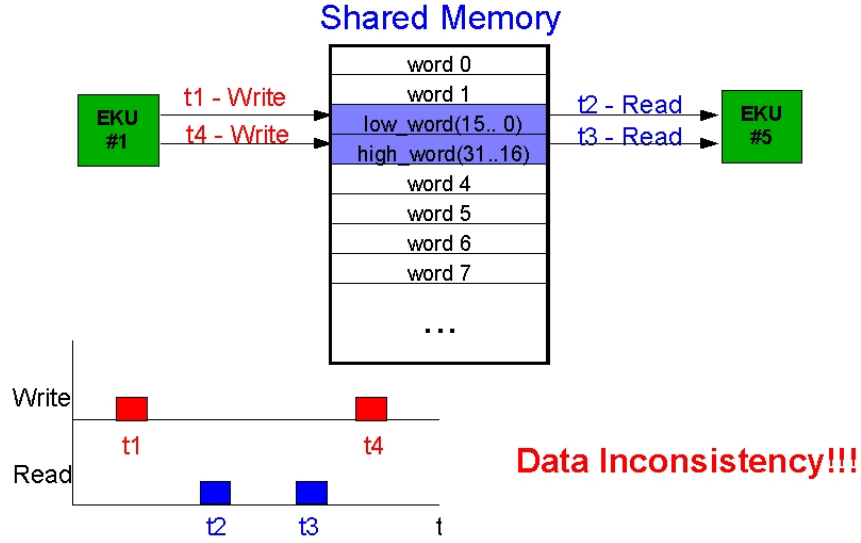 Shared Memory
word 0
word 1
EKU
#1
t1 - Write
t4 - Write
low_word(15.. 0)
high_word(31..16)
t2 - Read
t3 - Read
EKU
#5
word 4
word 5
word 6
word 7
...
Write
t1
t4
Read
t2
t3
t
Data Inconsistency!!!